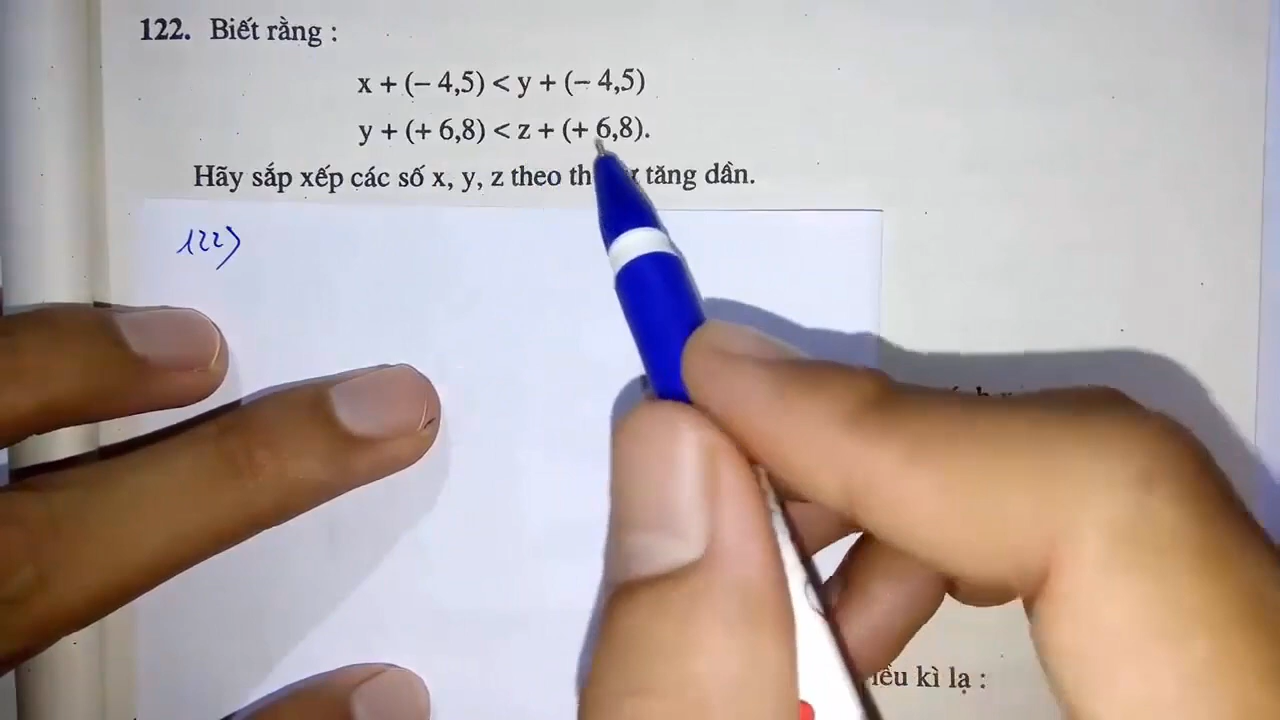 122. Biết rằng :
x + (– 4,5) < y + (– 4,5)
y + (+ 6,8) < z + (+ 6,8).
Hãy sắp xếp các số x, y, z theo tăng dần.
122)
kì lạ :